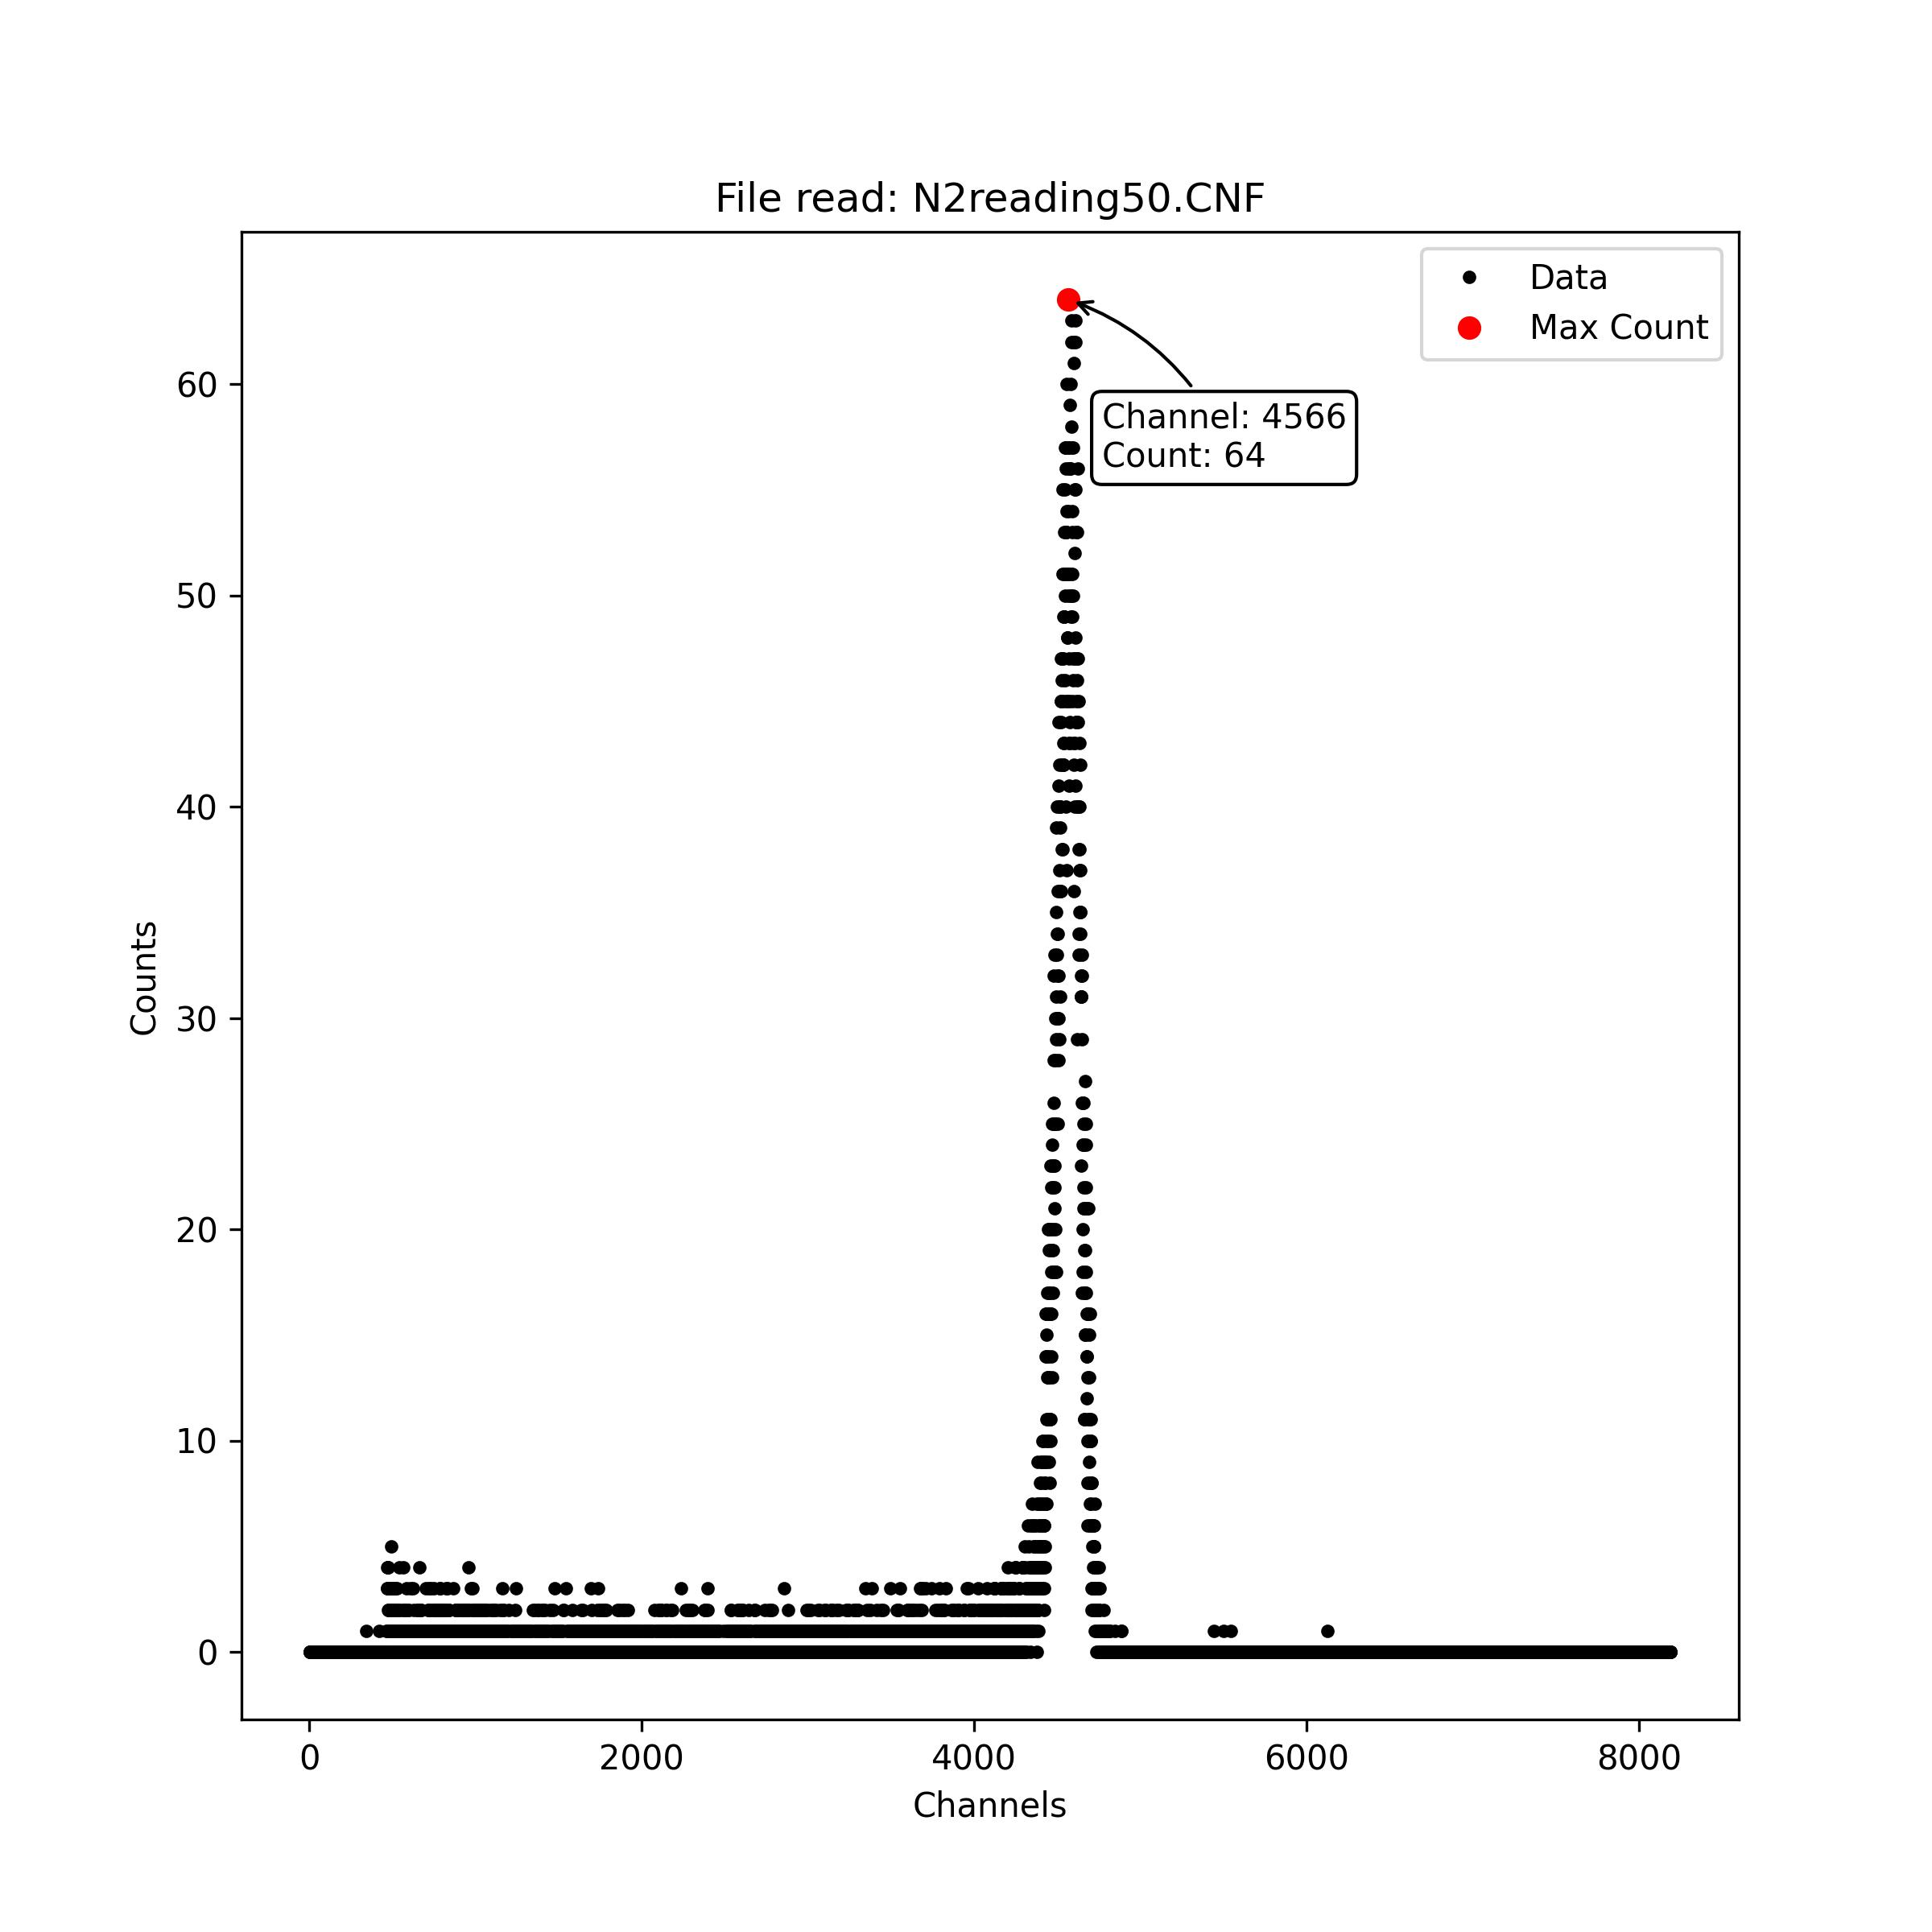 File read: N2reading50.CNF
Data
Max Count
Channel: 4566
Count: 64
Counts
60
50
40
30
20
10
0
0 2000 4000 6000 8000
Channels